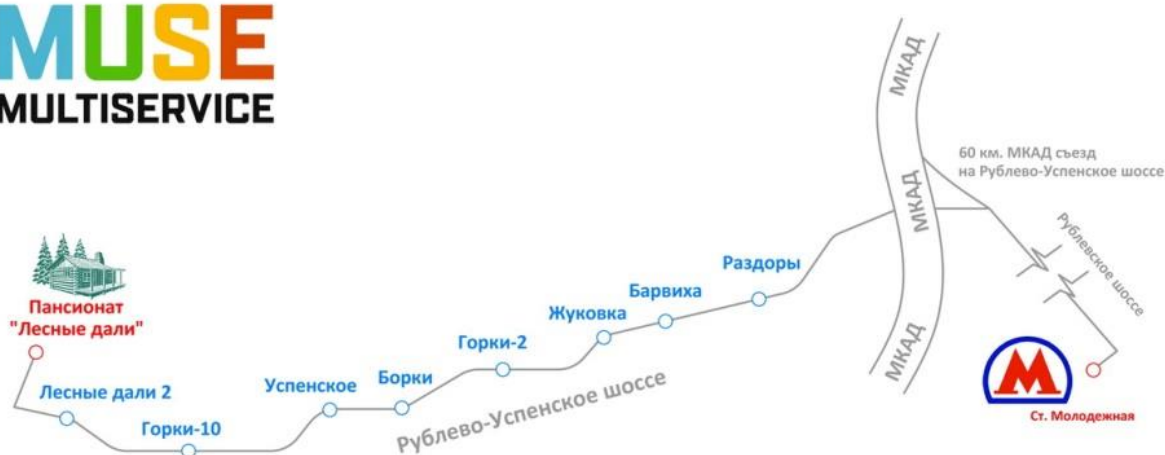 MUSE
MULTISERVICE
МКАД
60 км. МКАД съезд
на Рублево-Успенское шоссе
МКАД
Рублевское шоссе
Раздоры
Барвиха
Пансионат
"Лесные дали"
Жуковка
Горки-2
МКАД
Борки
Успенское
Лесные дали 2
Рублево-Успенское шоссе
М
Ст. Молодежная
Горки-10